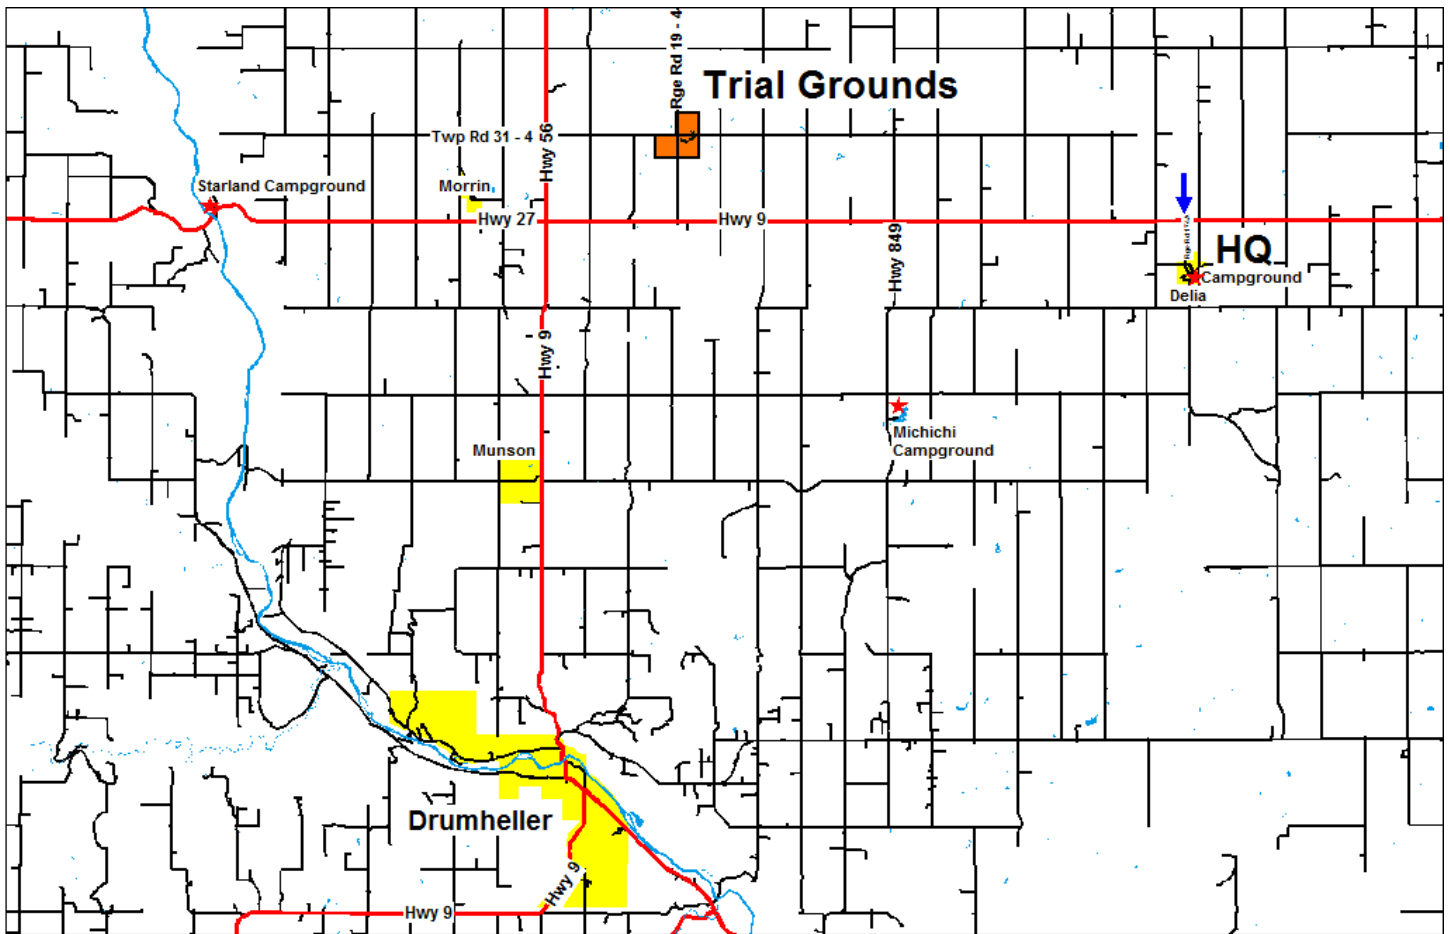 Rge Rd 19 - 4
Trial Grounds
Twp Rd 31 - 4
Hwy 56
Starland Campground
Morrin
Hwy 27
Hwy 9
Hwy 849
HQ
Campground
Delia
Hwy 9
Michichi
Campground
Munson
Drumheller
Hwy 9
Hwy 9